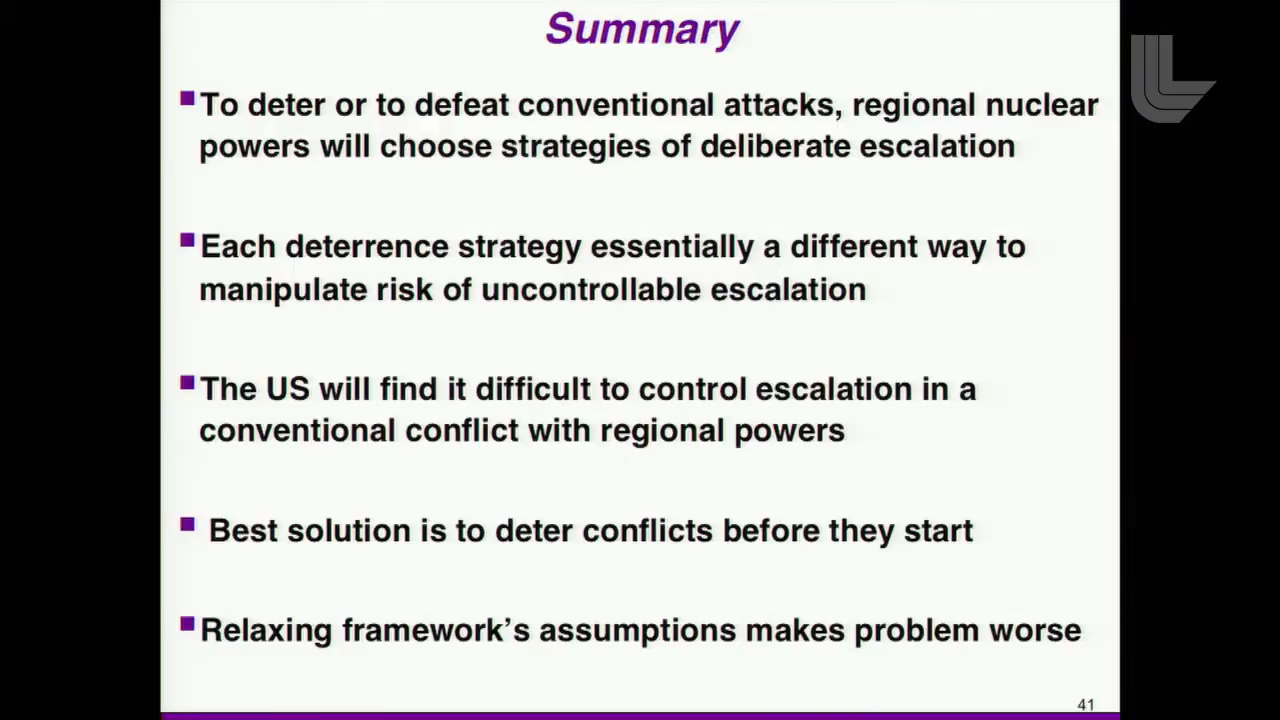 Summary
To deter or to defeat conventional attacks, regional nuclear
powers will choose strategies of deliberate escalation
Each deterrence strategy essentially a different way to
manipulate risk of uncontrollable escalation
The US will find it difficult to control escalation in a
conventional conflict with regional powers
Best solution is to deter conflicts before they start
Relaxing framework's assumptions makes problem worse
41